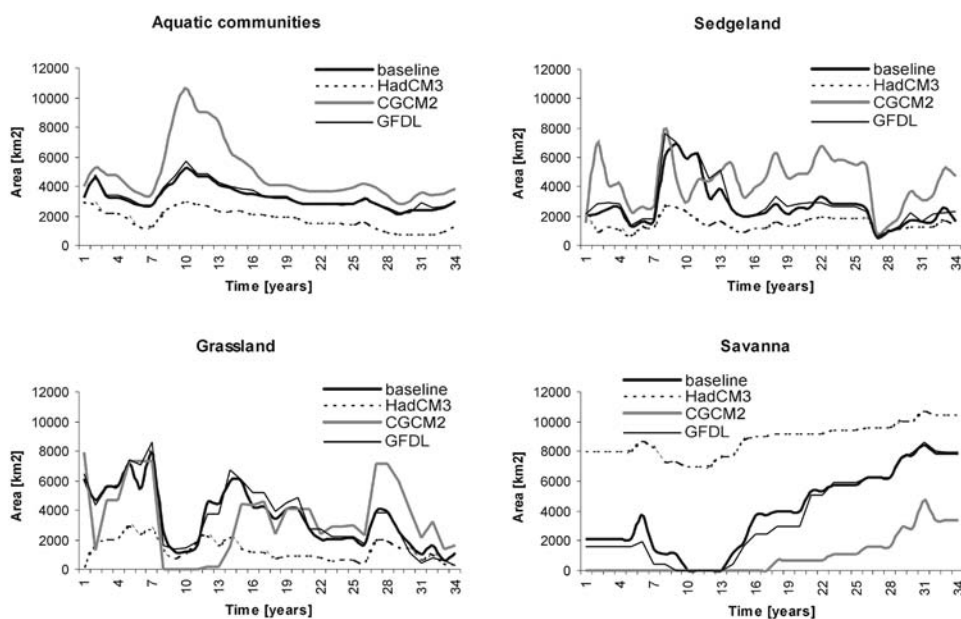 Aquatic communities
12000
10000
8000
6000
4000
2000
0
Area [km2]
baseline
HadCM3
CGCM2
GFDL
1 4 7 10 13 16 19 22 25 28 31 34
Time [years]
Sedgeland
12000
10000
8000
6000
4000
2000
0
Area [km2]
baseline
HadCM3
CGCM2
GFDL
1 4 7 10 13 16 19 22 25 28 31 34
Time [years]
Grassland
12000
10000
8000
6000
4000
2000
0
Area [km2]
baseline
HadCM3
CGCM2
GFDL
1 4 7 10 13 16 19 22 25 28 31 34
Time [years]
Savanna
12000
10000
8000
6000
4000
2000
0
Area [km2]
baseline
HadCM3
CGCM2
GFDL
1 4 7 10 13 16 19 22 25 28 31 34
Time [years]